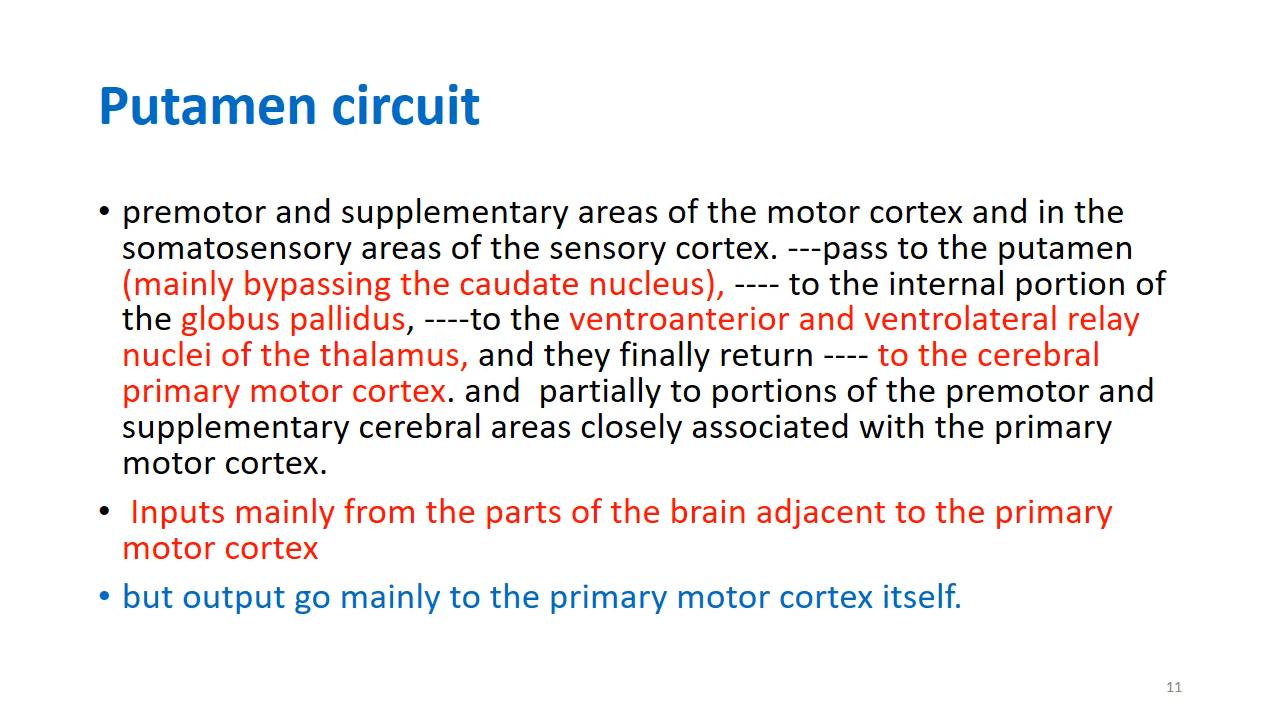 Putamen circuit
• premotor and supplementary areas of the motor cortex and in the
somatosensory areas of the sensory cortex. ---pass to the putamen
(mainly bypassing the caudate nucleus), ---- to the internal portion of
the globus pallidus, ----to the ventroanterior and ventrolateral relay
nuclei of the thalamus, and they finally return ---- to the cerebral
primary motor cortex. and  partially to portions of the premotor and
supplementary cerebral areas closely associated with the primary
motor cortex.
•  Inputs mainly from the parts of the brain adjacent to the primary
motor cortex
• but output go mainly to the primary motor cortex itself.
11